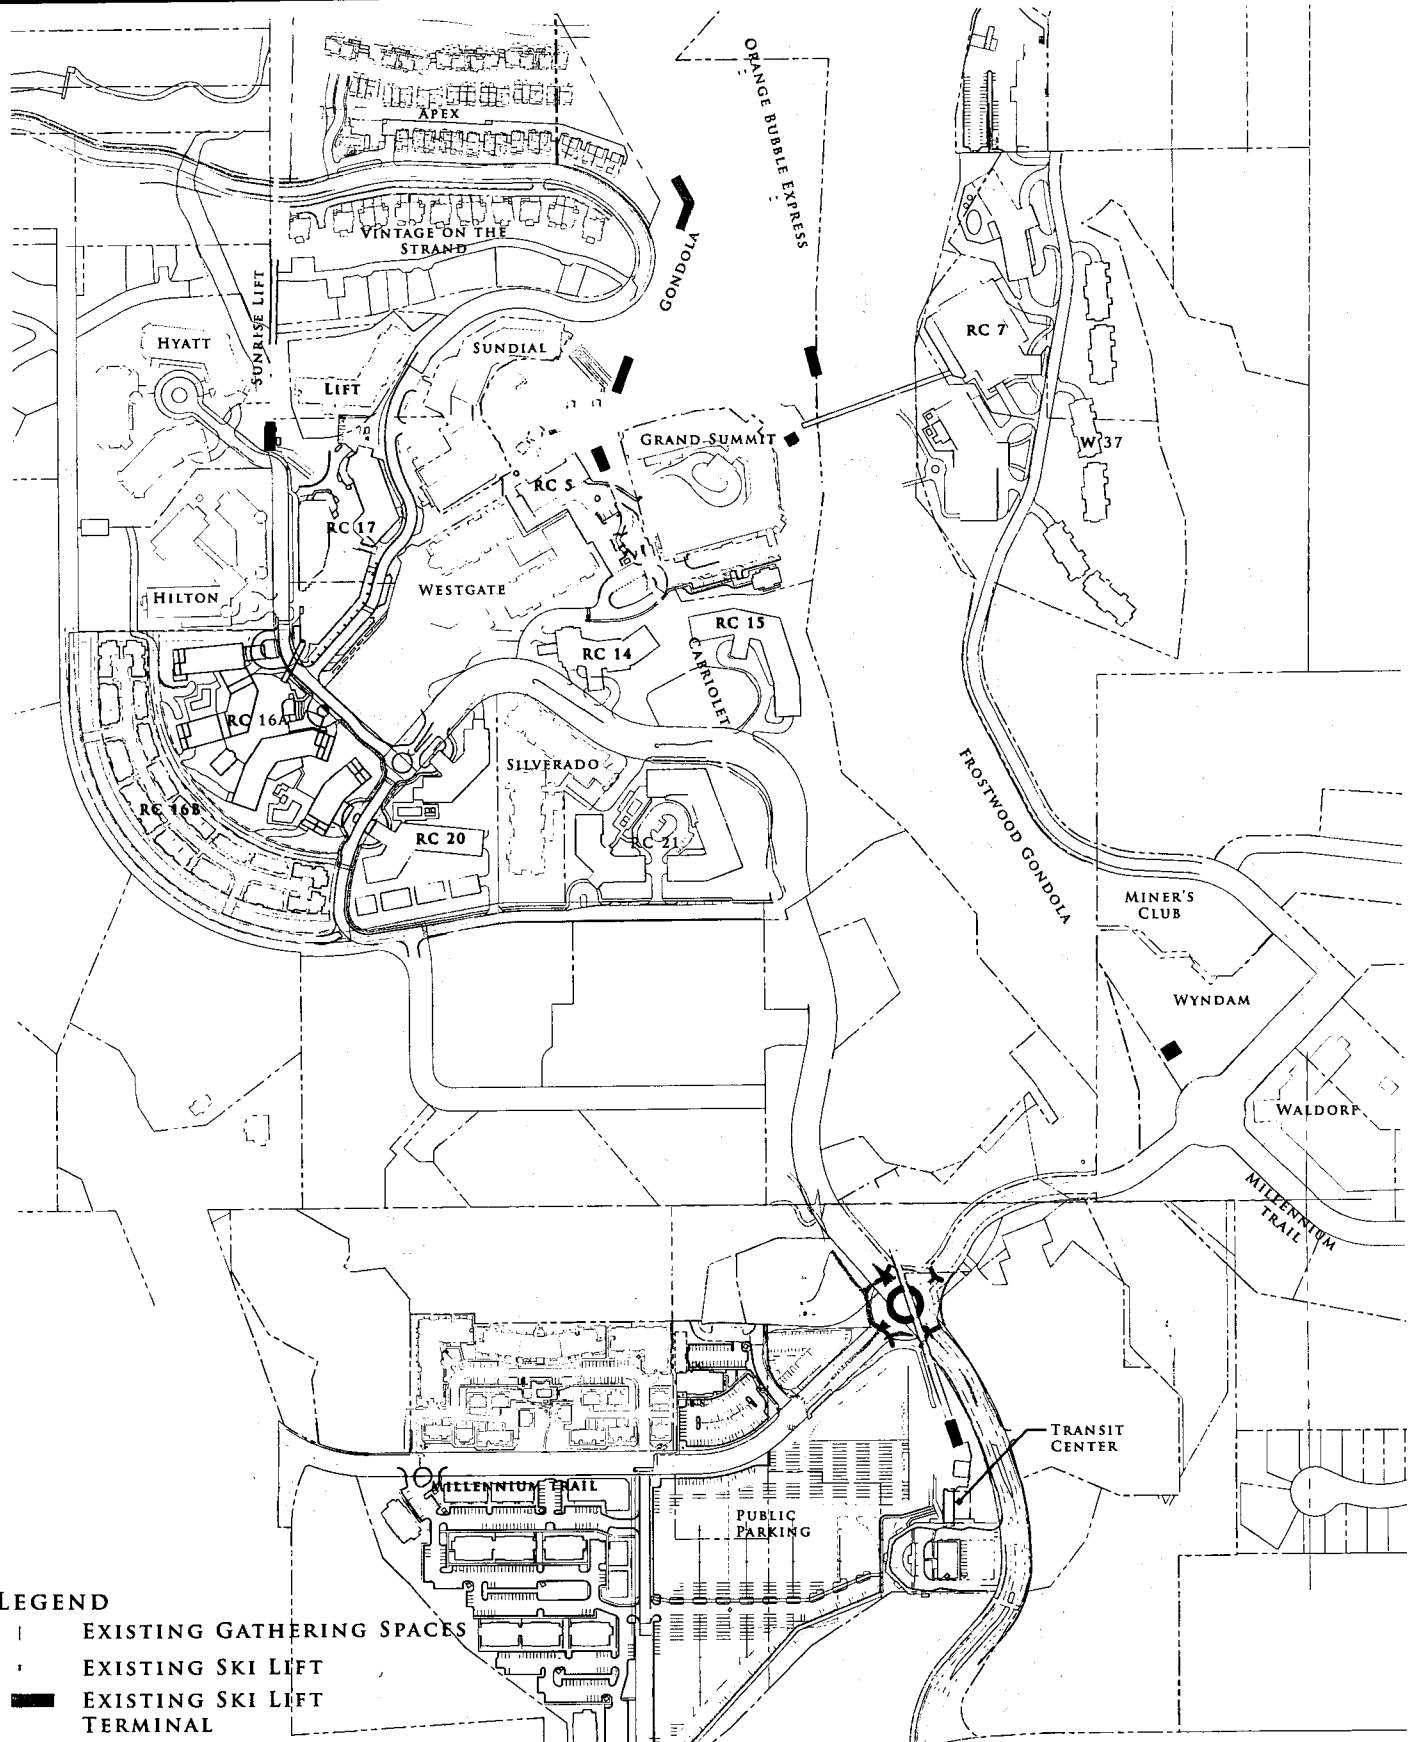 ORANGE BUBBLE EXPRESS
APEX
VINTAGE ON THE
STRAND
GONDOLA
SUNRISE LIFT
HYATT
SUNDIAL
LIFT
RC 7
GRAND SUMMIT
W 37
RC 5
RC 17
WESTGATE
HILTON
RC 15
RC 14
CABRIOLET
RC 16A
SILVERADO
RC 16B
RC 20
RC 21
FROSTWOOD GONDOLA
MINER'S
CLUB
WYNDAM
WALDORF
MILLENNIUM
TRAIL
TRANSIT
CENTER
MILLENNIUM TRAIL
PUBLIC
PARKING
LEGEND
EXISTING GATHERING SPACES
EXISTING SKI LIFT
EXISTING SKI LIFT
TERMINAL